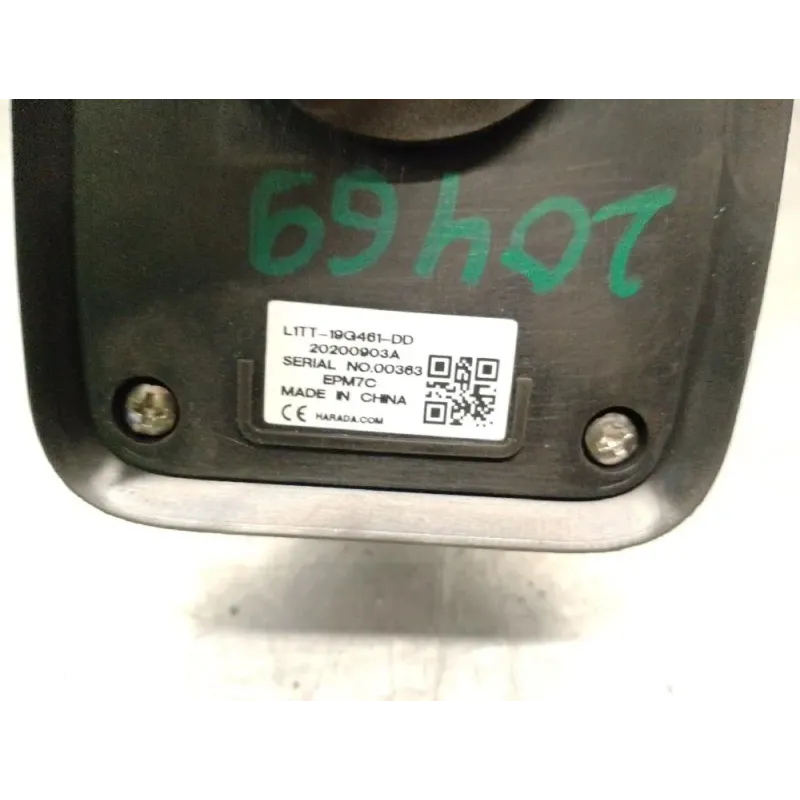 20469
L1TT-19G461-DD
20200903A
SERIAL NO.00363
EPM7C
MADE IN CHINA
CE HARADA.COM